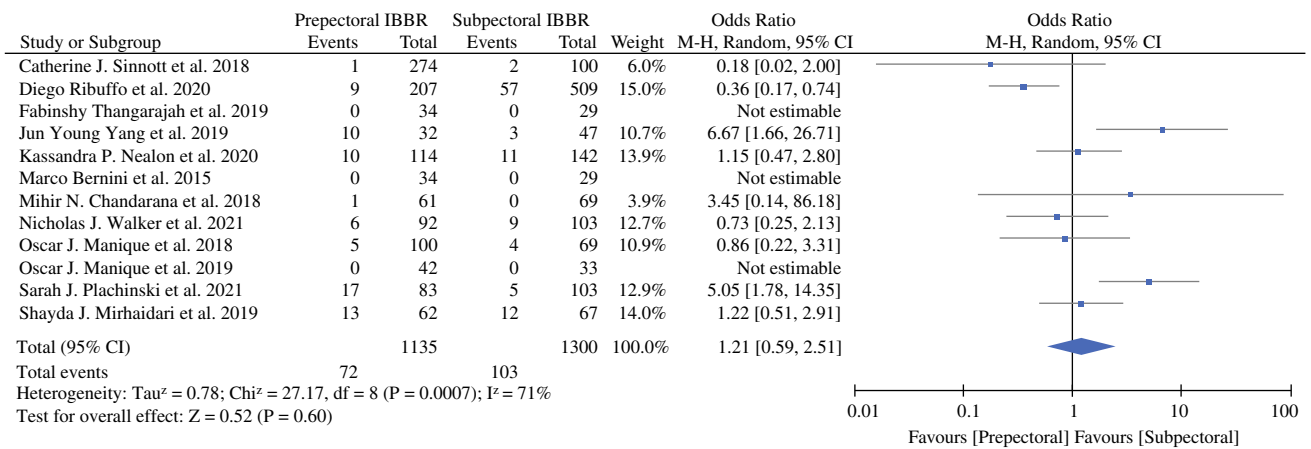 Prepectoral IBBR Subpectoral IBBR Odds Ratio Odds Ratio
Study or Subgroup Events Total Events Total Weight M-H, Random, 95% CI M-H, Random, 95% CI
Catherine J. Sinnott et al. 2018 1 274 2 100 6.0% 0.18 [0.02, 2.00]
Diego Ribuffo et al. 2020 9 207 57 509 15.0% 0.36 [0.17, 0.74]
Fabinshy Thangarajah et al. 2019 0 34 0 29 Not estimable
Jun Young Yang et al. 2019 10 32 3 47 10.7% 6.67 [1.66, 26.71]
Kassandra P. Nealon et al. 2020 10 114 11 142 13.9% 1.15 [0.47, 2.80]
Marco Bernini et al. 2015 0 34 0 29 Not estimable
Mihir N. Chandarana et al. 2018 1 61 0 69 3.9% 3.45 [0.14, 86.18]
Nicholas J. Walker et al. 2021 6 92 9 103 12.7% 0.73 [0.25, 2.13]
Oscar J. Manique et al. 2018 5 100 4 69 10.9% 0.86 [0.22, 3.31]
Oscar J. Manique et al. 2019 0 42 0 33 Not estimable
Sarah J. Plachinski et al. 2021 17 83 5 103 12.9% 5.05 [1.78, 14.35]
Shayda J. Mirhaidari et al. 2019 13 62 12 67 14.0% 1.22 [0.51, 2.91]
Total (95% CI) 1135 1300 100.0% 1.21 [0.59, 2.51]
Total events 72 103
Heterogeneity: Tauᶻ = 0.78; Chiᶻ = 27.17, df = 8 (P = 0.0007); Iᶻ = 71%
Test for overall effect: Z = 0.52 (P = 0.60)
0.01 0.1 1 10 100
Favours [Prepectoral] Favours [Subpectoral]